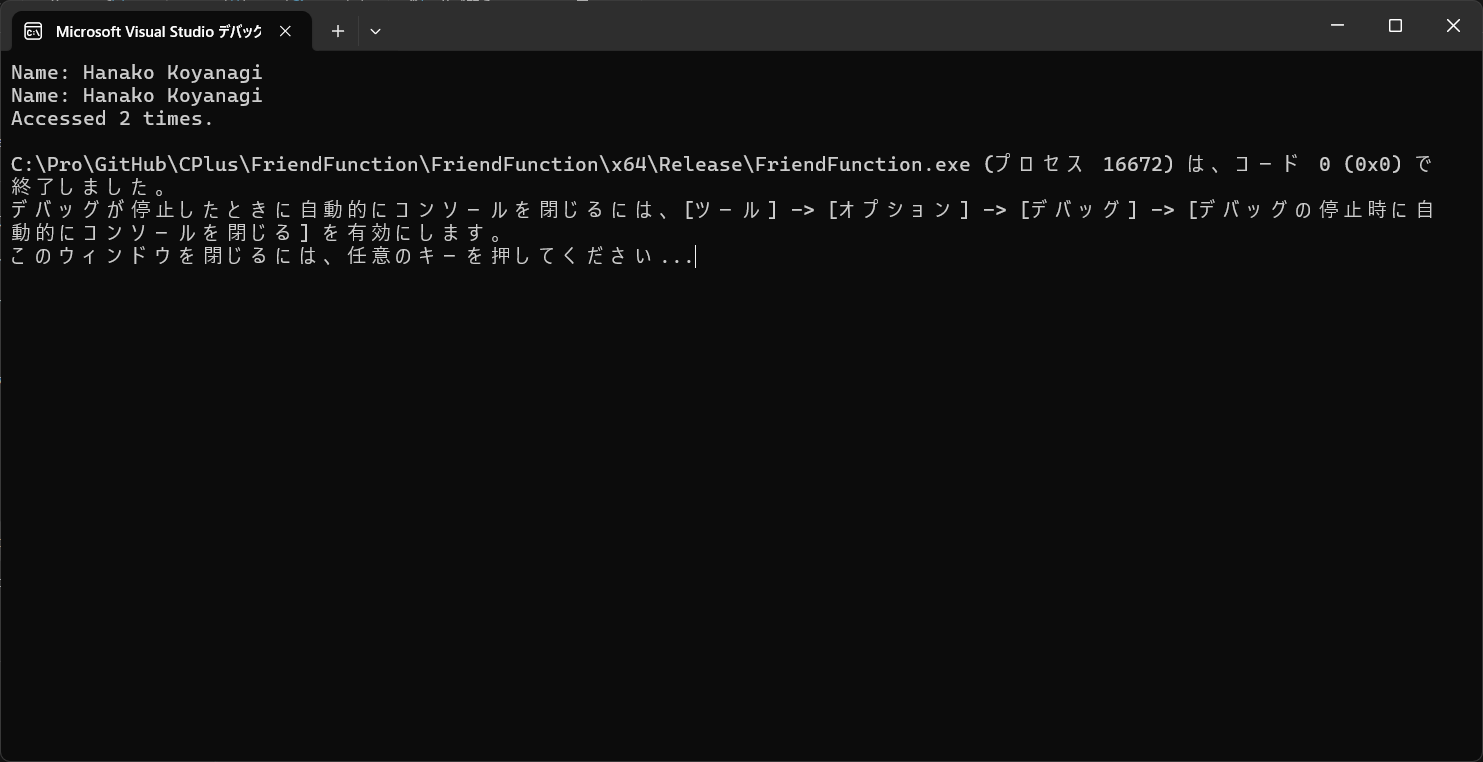 Microsoft Visual Studio デバッグ
Name: Hanako Koyanagi
Name: Hanako Koyanagi
Accessed 2 times.
C:\Pro\GitHub\CPlus\FriendFunction\FriendFunction\x64\Release\FriendFunction.exe (プロセス 16672) は、コード 0 (0x0) で
終了しました。
デバッグが停止したときに自動的にコンソールを閉じるには、[ツール] -> [オプション] -> [デバッグ] -> [デバッグの停止時に自
動的にコンソールを閉じる] を有効にします。
このウィンドウを閉じるには、任意のキーを押してください...